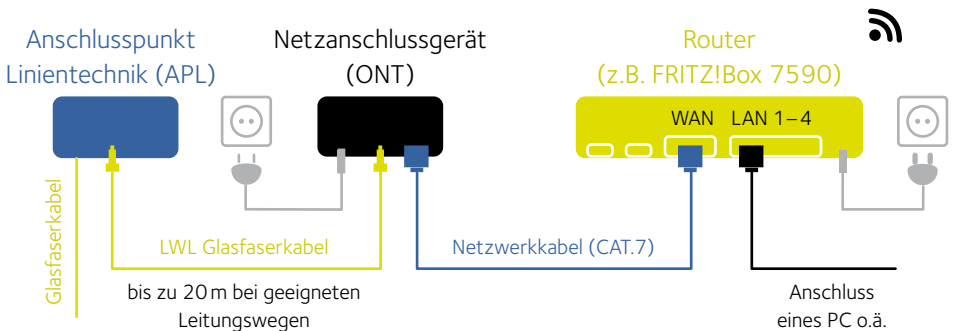 Anschlusspunkt
Linientechnik (APL)
Netzanschlussgerät
(ONT)
Router
(z.B. FRITZ!Box 7590)
WAN
LAN 1–4
Glasfaserkabel
LWL Glasfaserkabel
bis zu 20 m bei geeigneten
Leitungswegen
Netzwerkkabel (CAT.7)
Anschluss
eines PC o.ä.